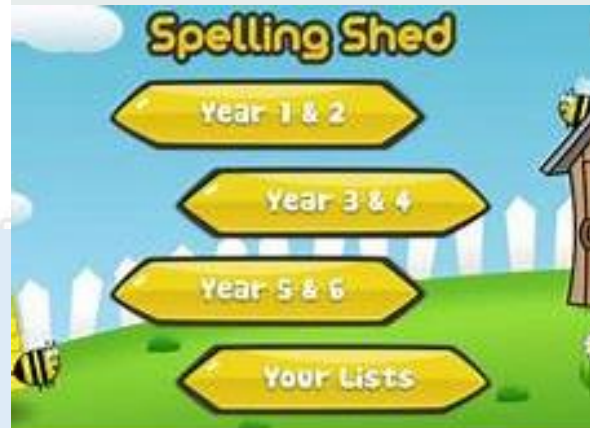 Spelling Shed
Year 1 & 2
Year 3 & 4
Year 5 & 6
Your Lists